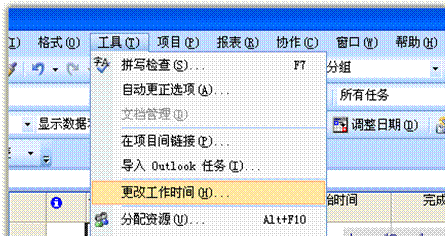 格式(O) 工具(T) 项目(P) 报表(R) 协作(C) 窗口(W) 帮助(H)
拼写检查(S)... F7 分组
自动更正选项(A)... 所有任务
文档管理(D)
显示数据 调整日期(D)
在项目间链接(P)...
导入 Outlook 任务(I)...
更改工作时间(H)... 始时间 完成
分配资源(U)... Alt+F10